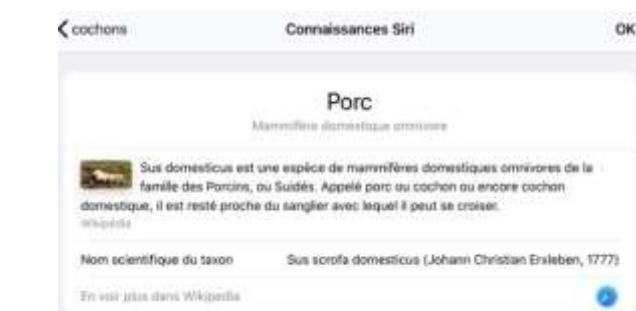 cochons Connaissances Siri OK
Porc
Mammifère domestique omnivore
Sus domesticus est une espèce de mammifères domestiques omnivores de la
famille des Porcins, ou Suidés. Appelé porc ou cochon ou encore cochon
domestique, il est resté proche du sanglier avec lequel il peut se croiser.
Wikipédia
Nom scientifique du taxon Sus scrofa domesticus (Johann Christian Erxleben, 1777)
En voir plus dans Wikipédia